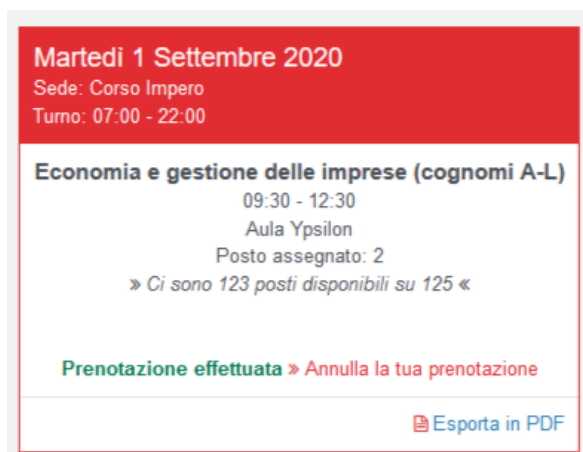 Martedì 1 Settembre 2020
Sede: Corso Impero
Turno: 07:00 - 22:00
Economia e gestione delle imprese (cognomi A-L)
09:30 - 12:30
Aula Ypsilon
Posto assegnato: 2
» Ci sono 123 posti disponibili su 125 «
Prenotazione effettuata » Annulla la tua prenotazione
Esporta in PDF